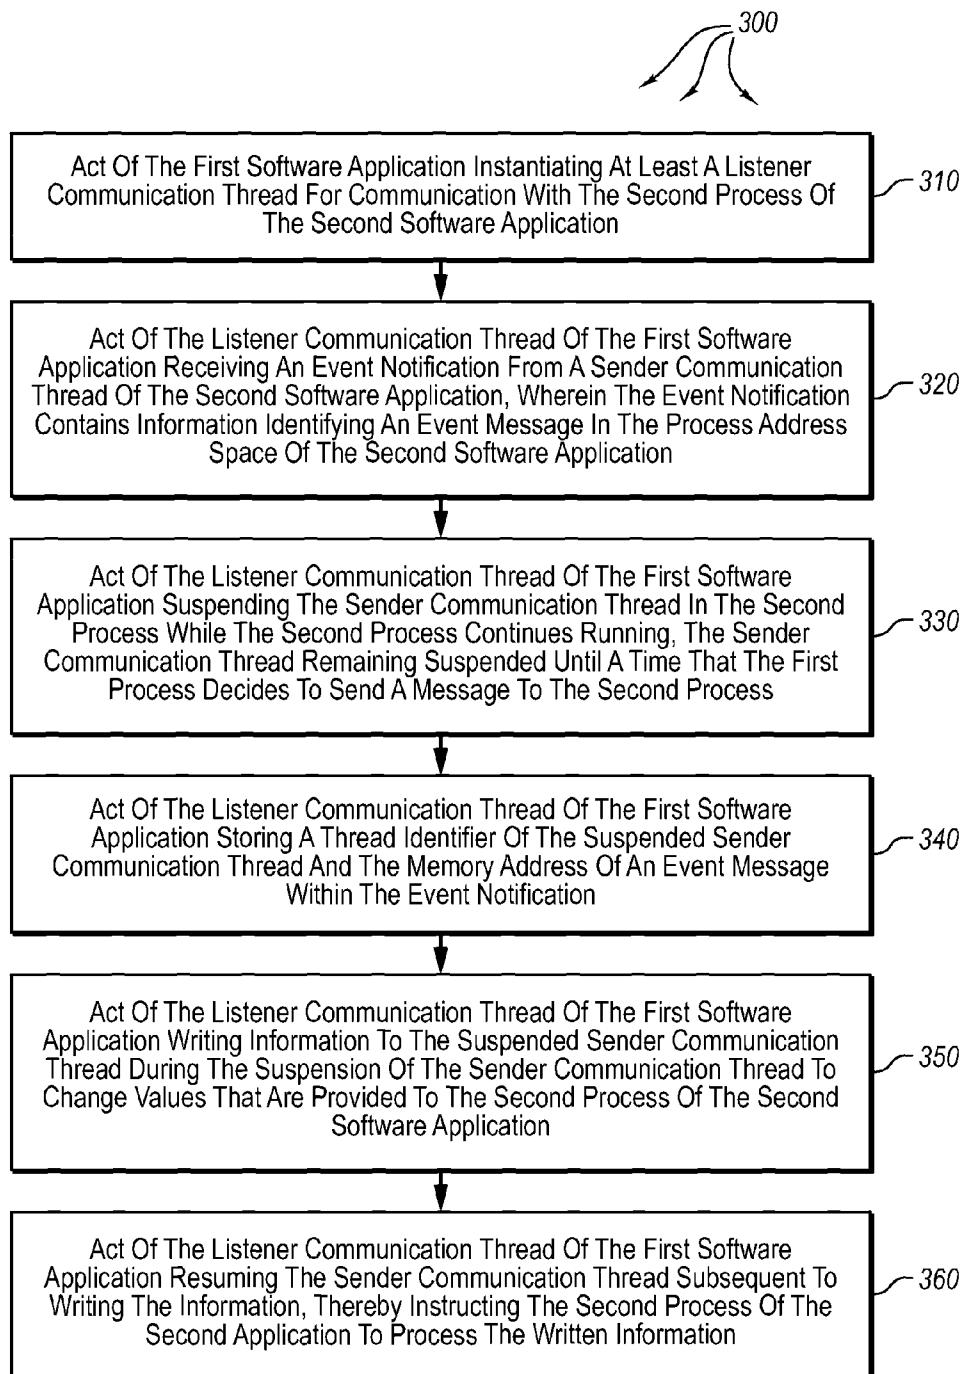 300
Act Of The First Software Application Instantiating At Least A Listener
Communication Thread For Communication With The Second Process Of
The Second Software Application
310
Act Of The Listener Communication Thread Of The First Software
Application Receiving An Event Notification From A Sender Communication
Thread Of The Second Software Application, Wherein The Event Notification
Contains Information Identifying An Event Message In The Process Address
Space Of The Second Software Application
320
Act Of The Listener Communication Thread Of The First Software
Application Suspending The Sender Communication Thread In The Second
Process While The Second Process Continues Running, The Sender
Communication Thread Remaining Suspended Until A Time That The First
Process Decides To Send A Message To The Second Process
330
Act Of The Listener Communication Thread Of The First Software
Application Storing A Thread Identifier Of The Suspended Sender
Communication Thread And The Memory Address Of An Event Message
Within The Event Notification
340
Act Of The Listener Communication Thread Of The First Software
Application Writing Information To The Suspended Sender Communication
Thread During The Suspension Of The Sender Communication Thread To
Change Values That Are Provided To The Second Process Of The Second
Software Application
350
Act Of The Listener Communication Thread Of The First Software
Application Resuming The Sender Communication Thread Subsequent To
Writing The Information, Thereby Instructing The Second Process Of The
Second Application To Process The Written Information
360